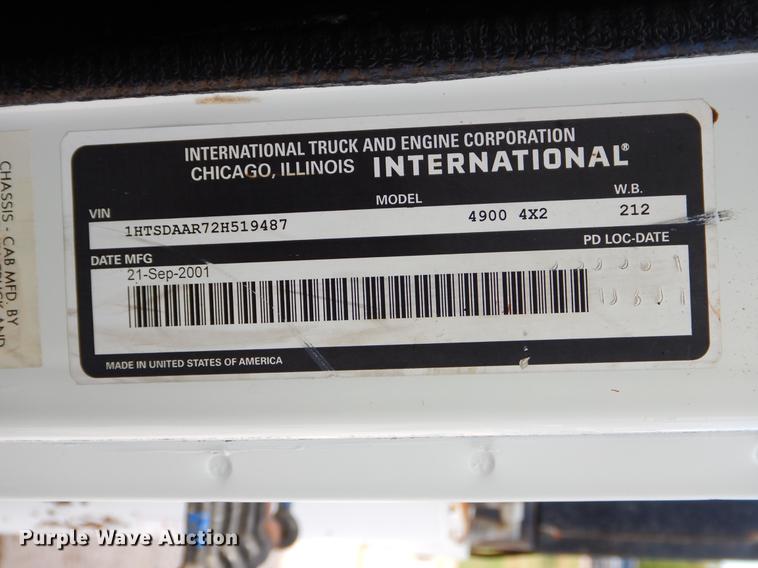 INTERNATIONAL TRUCK AND ENGINE CORPORATION
CHICAGO, ILLINOIS INTERNATIONAL®
VIN MODEL W.B.
1HTSDAAR72H519487 4900 4X2 212
DATE MFG PD LOC-DATE
21-Sep-2001
MADE IN UNITED STATES OF AMERICA
CHASSIS - CAB MFD. BY
Purple Wave Auction